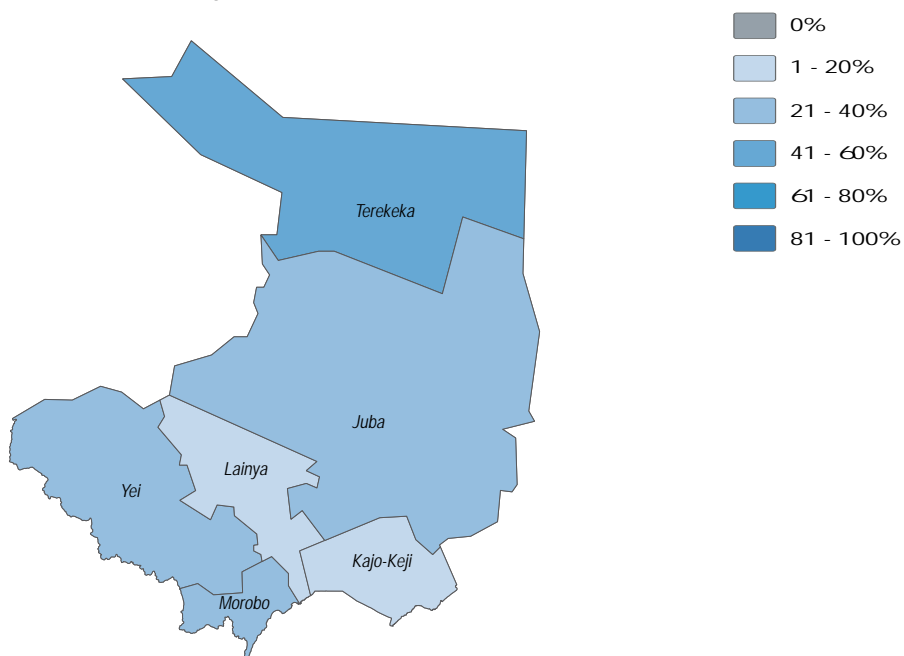 0%
1 - 20%
21 - 40%
41 - 60%
61 - 80%
81 - 100%
Terekeka
Juba
Lainya
Yei
Kajo-Keji
Morobo